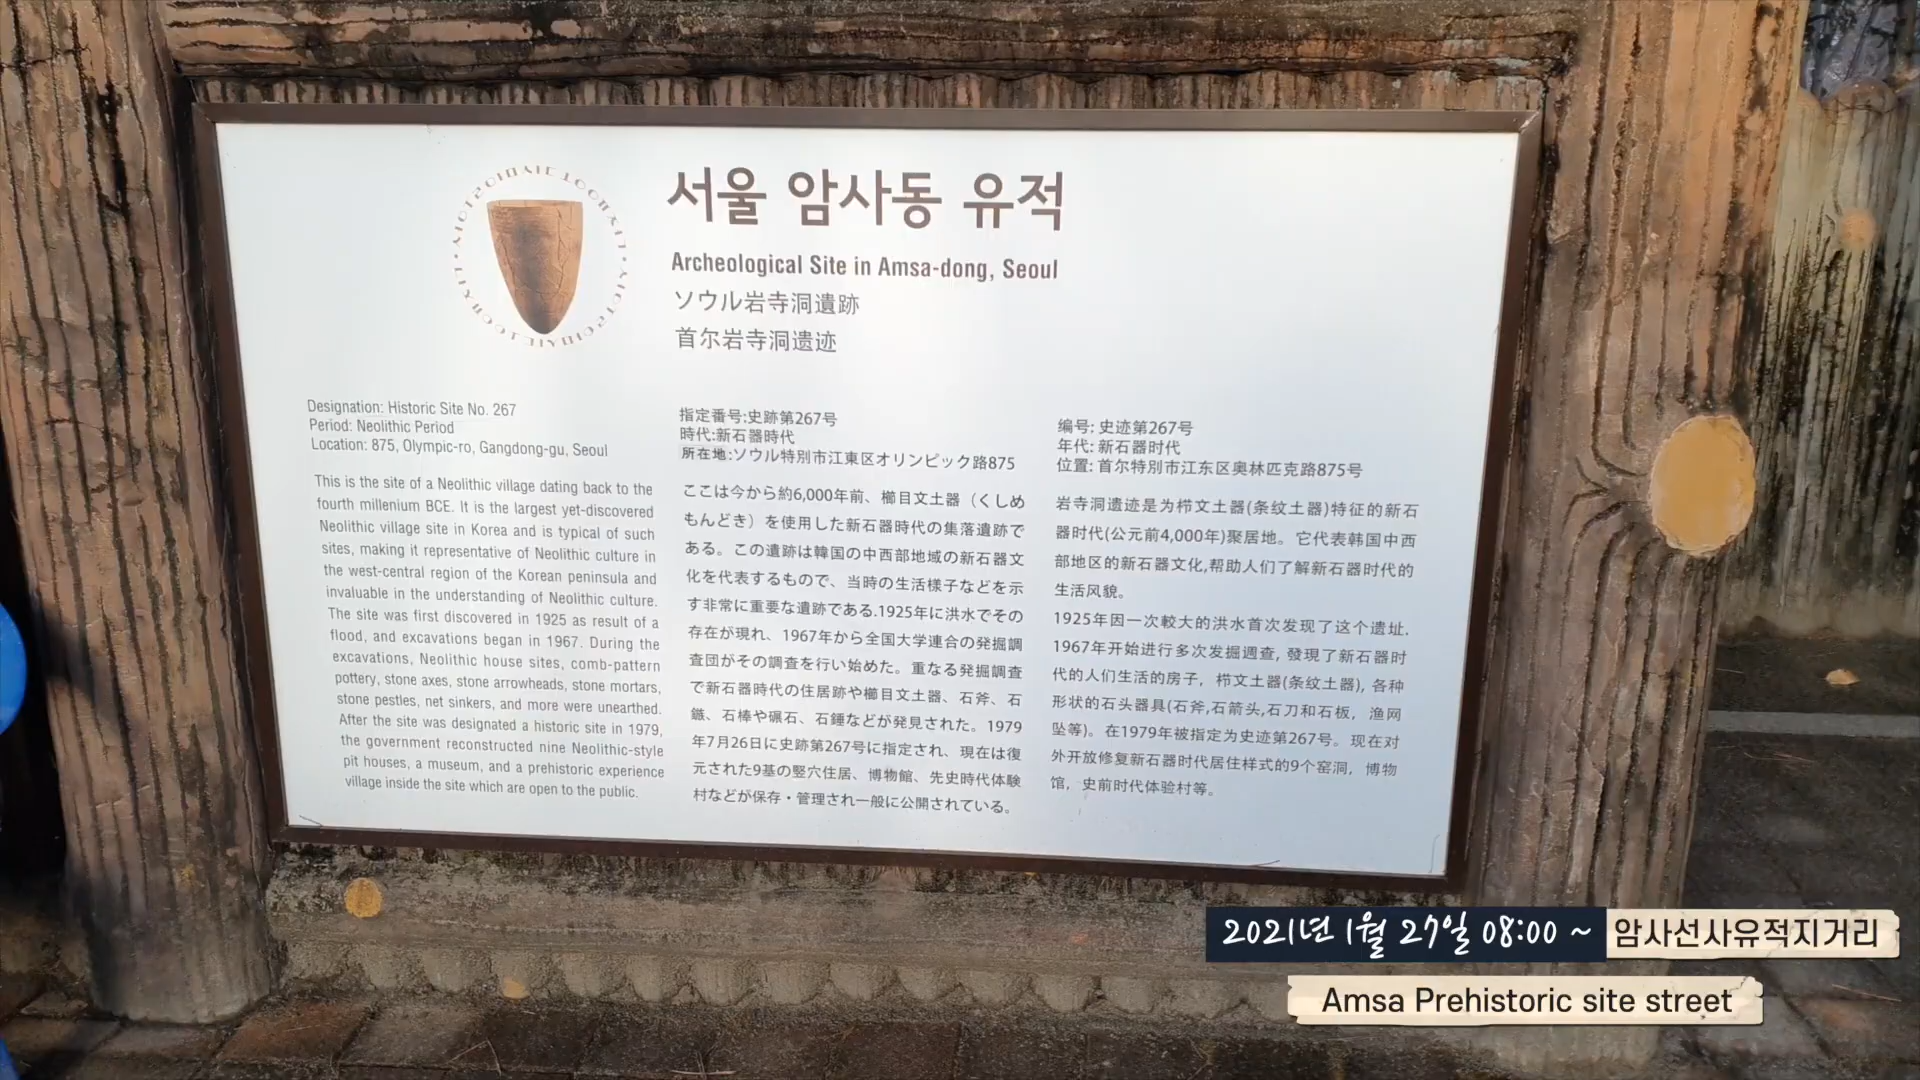 서울 암사동 유적
Archeological Site in Amsa-dong, Seoul
ソウル岩寺洞遺跡
首尔岩寺洞遗迹
Designation: Historic Site No. 267
Period: Neolithic Period
Location: 875, Olympic-ro, Gangdong-gu, Seoul
This is the site of a Neolithic village dating back to the
fourth millenium BCE. It is the largest yet-discovered
Neolithic village site in Korea and is typical of such
sites, making it representative of Neolithic culture in
the west-central region of the Korean peninsula and
invaluable in the understanding of Neolithic culture.
The site was first discovered in 1925 as result of a
flood, and excavations began in 1967. During the
excavations, Neolithic house sites, comb-pattern
pottery, stone axes, stone arrowheads, stone mortars,
stone pestles, net sinkers, and more were unearthed.
After the site was designated a historic site in 1979,
the government reconstructed nine Neolithic-style
pit houses, a museum, and a prehistoric experience
village inside the site which are open to the public.
指定番号:史跡第267号
時代:新石器時代
所在地:ソウル特別市江東区オリンピック路875
ここは今から約6,000年前、櫛目文土器（くしめ
もんどき）を使用した新石器時代の集落遺跡で
ある。この遺跡は韓国の中西部地域の新石器文
化を代表するもので、当時の生活様子などを示
す非常に重要な遺跡である.1925年に洪水でその
存在が現れ、1967年から全国大学連合の発掘調
査団がその調査を行い始めた。重なる発掘調査
で新石器時代の住居跡や櫛目文土器、石斧、石
鏃、石棒や碾石、石錘などが発見された。1979
年7月26日に史跡第267号に指定され、現在は復
元された9基の竪穴住居、博物館、先史時代体験
村などが保存・管理され一般に公開されている。
编号: 史迹第267号
年代: 新石器时代
位置: 首尔特別市江东区奥林匹克路875号
岩寺洞遗迹是为栉文土器(条纹土器)特征的新石
器时代(公元前4,000年)聚居地。它代表韩国中西
部地区的新石器文化,帮助人们了解新石器时代的
生活风貌。
1925年因一次較大的洪水首次发现了这个遗址.
1967年开始进行多次发掘调查, 發現了新石器时
代的人们生活的房子，栉文土器(条纹土器), 各种
形状的石头器具(石斧,石箭头,石刀和石板，渔网
坠等)。在1979年被指定为史迹第267号。现在对
外开放修复新石器时代居住样式的9个窑洞，博物
馆，史前时代体验村等。
2021년 1월 27일 08:00 ~ 암사선사유적지거리
Amsa Prehistoric site street